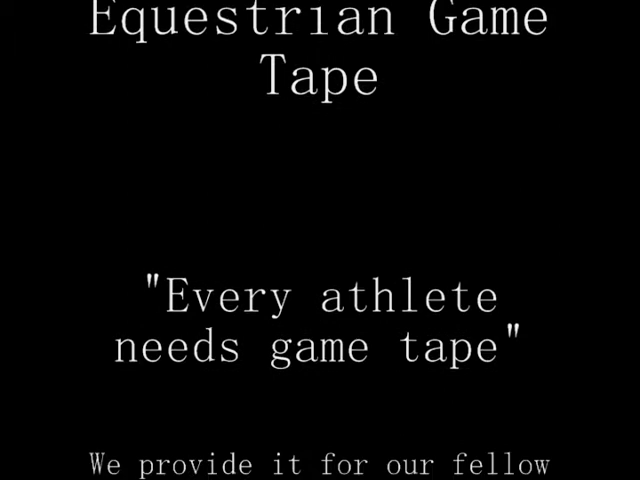 Equestrian Game
Tape
"Every athlete
needs game tape"
We provide it for our fellow